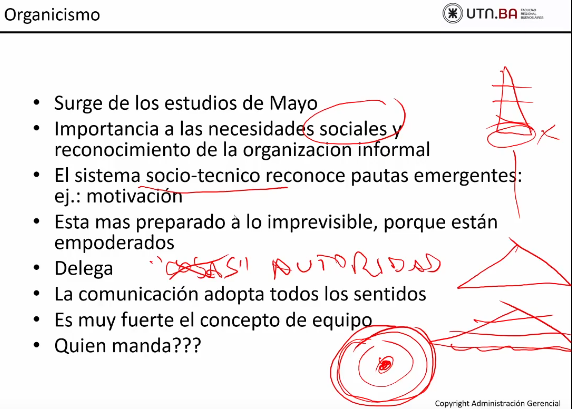 Organicismo
UTN.BA FACULTAD REGIONAL BUENOS AIRES
• Surge de los estudios de Mayo
• Importancia a las necesidades sociales y
reconocimiento de la organización informal
• El sistema socio-tecnico reconoce pautas emergentes:
ej.: motivación
• Esta mas preparado a lo imprevisible, porque están
empoderados
• Delega "COSAS" AUTORIDAD
• La comunicación adopta todos los sentidos
• Es muy fuerte el concepto de equipo
• Quien manda???
Copyright Administración Gerencial